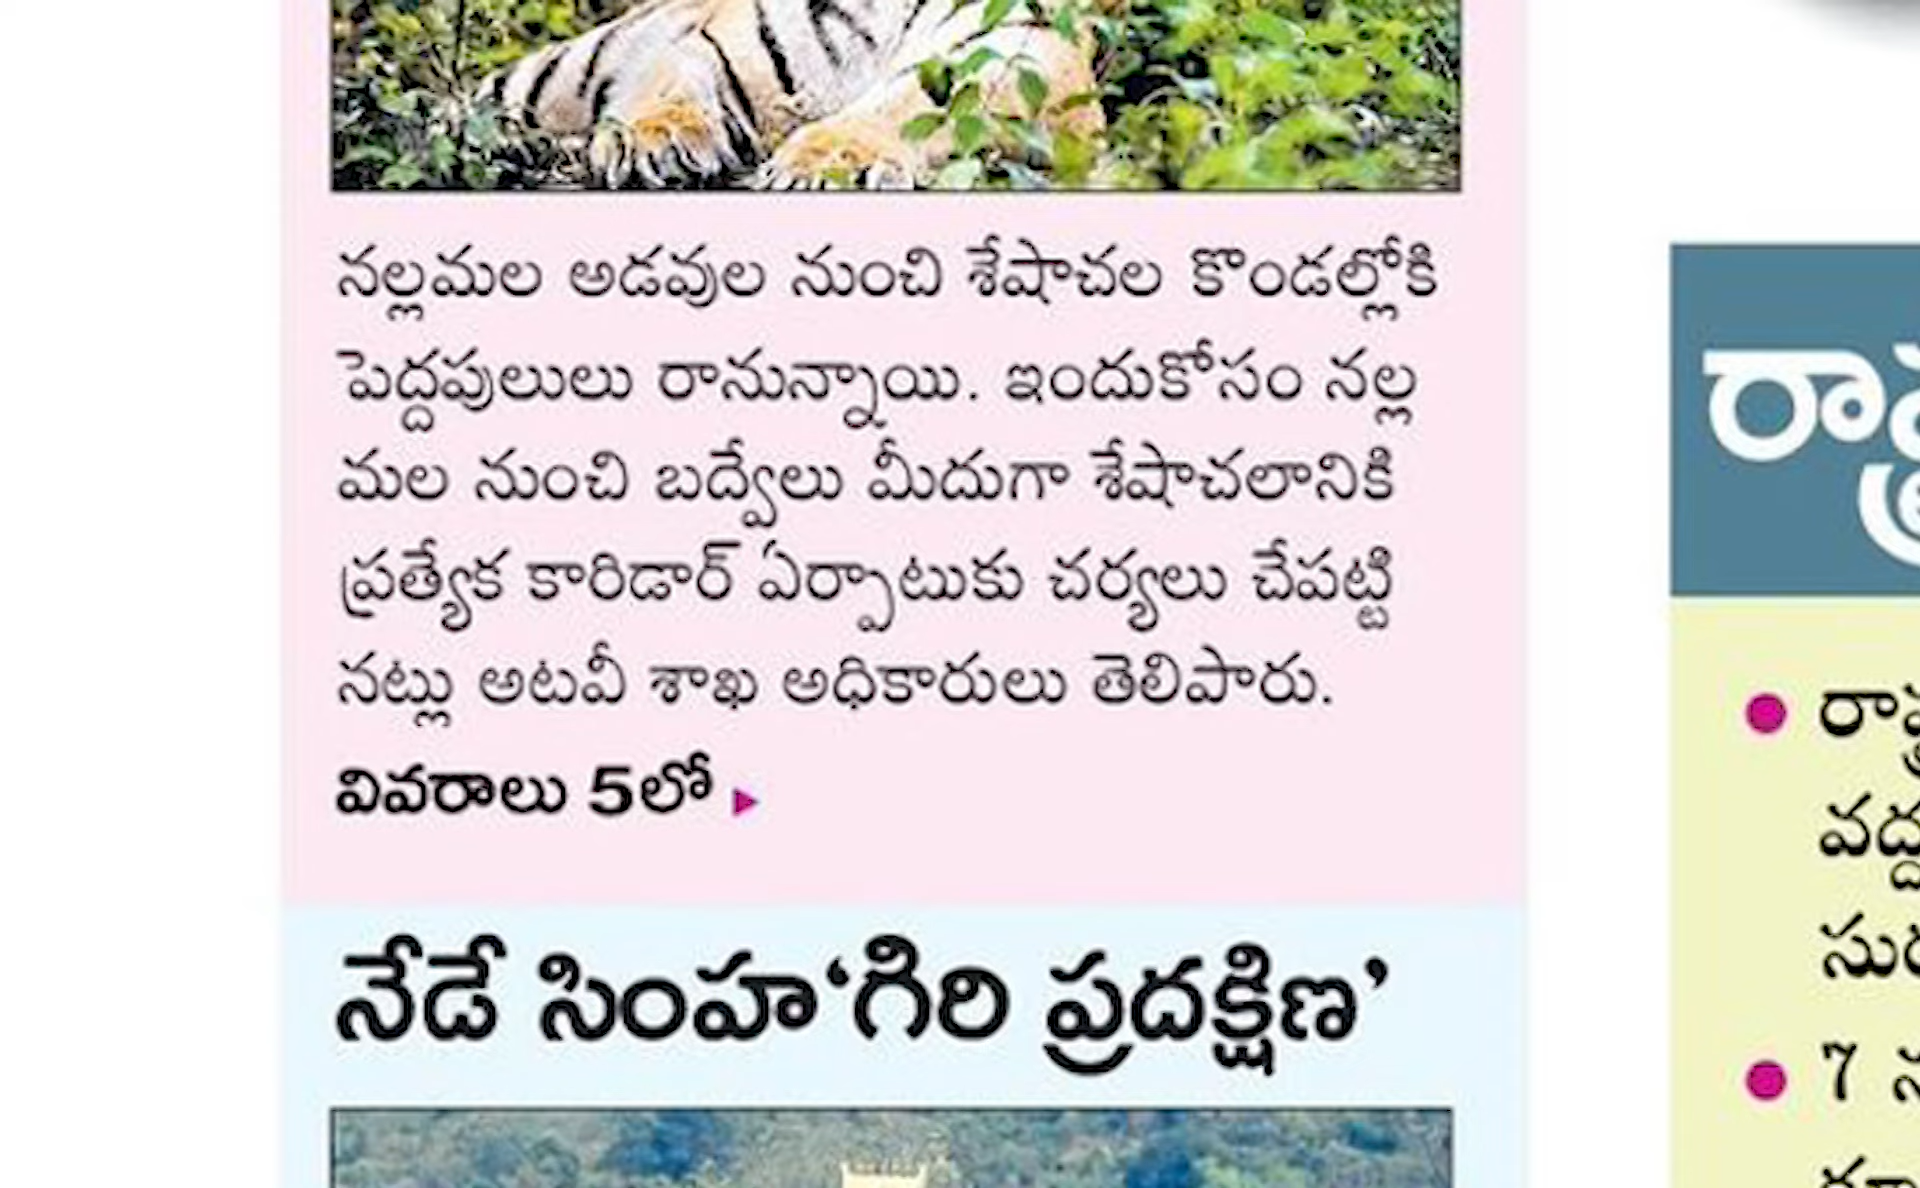 నల్లమల అడవుల నుంచి శేషాచల కొండల్లోకి
పెద్దపులులు రానున్నాయి. ఇందుకోసం నల్ల
మల నుంచి బద్వేలు మీదుగా శేషాచలానికి
ప్రత్యేక కారిడార్ ఏర్పాటుకు చర్యలు చేపట్టి
నట్లు అటవీ శాఖ అధికారులు తెలిపారు.
వివరాలు 5లో
నేడే సింహ‘గిరి ప్రదక్షిణ’
7